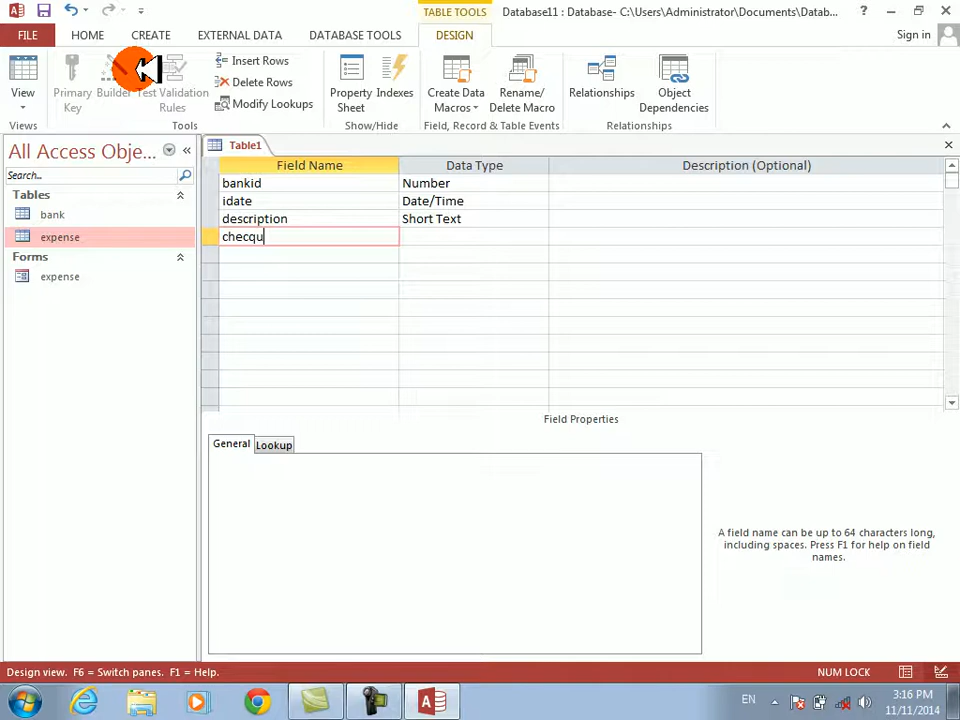 TABLE TOOLS
Database11 : Database- C:\Users\Administrator\Documents\Datab...
FILE
HOME
CREATE
EXTERNAL DATA
DATABASE TOOLS
DESIGN
Sign in
View
Primary
Key
Builder
Test Validation
Rules
Insert Rows
Delete Rows
Modify Lookups
Property
Sheet
Indexes
Create Data
Macros
Rename/
Delete Macro
Relationships
Object
Dependencies
Views
Tools
Show/Hide
Field, Record & Table Events
Relationships
All Access Obje...
Search...
Tables
bank
expense
Forms
expense
Table1
Field Name
Data Type
Description (Optional)
bankid
Number
idate
Date/Time
description
Short Text
checqu
Field Properties
General
Lookup
A field name can be up to 64 characters long,
including spaces. Press F1 for help on field
names.
Design view. F6 = Switch panes. F1 = Help.
NUM LOCK
EN
3:16 PM
11/11/2014